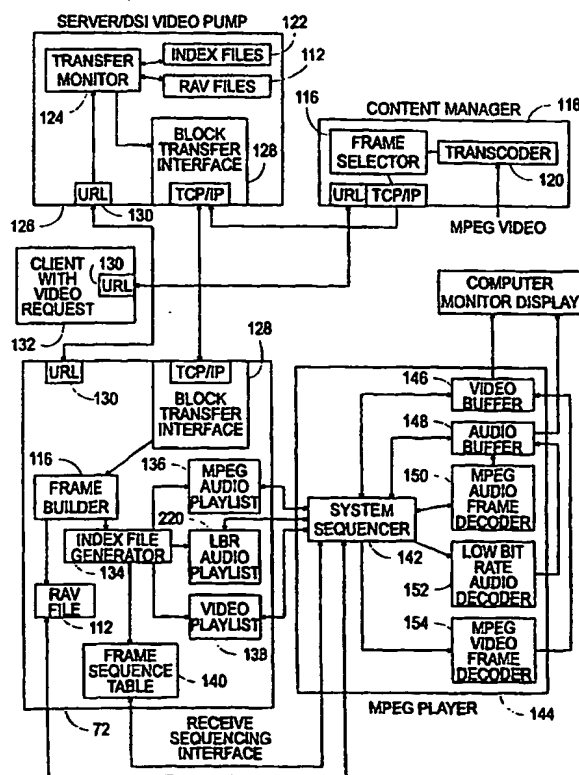 SERVER/DSI VIDEO PUMP
122
INDEX FILES
112
TRANSFER
MONITOR
RAV FILES
124
BLOCK
TRANSFER
INTERFACE
128
URL
TCP/IP
126
130
CONTENT MANAGER
118
116
FRAME
SELECTOR
TRANSCODER
120
URL
TCP/IP
MPEG VIDEO
CLIENT
WITH
VIDEO
REQUEST
130
URL
132
COMPUTER
MONITOR DISPLAY
URL
130
TCP/IP
BLOCK
TRANSFER
INTERFACE
128
116
FRAME
BUILDER
136
MPEG
AUDIO
PLAYLIST
220
INDEX FILE
GENERATOR
134
LBR
AUDIO
PLAYLIST
RAV
FILE
112
VIDEO
PLAYLIST
138
FRAME
SEQUENCE
TABLE
140
72
RECEIVE
SEQUENCING
INTERFACE
146
VIDEO
BUFFER
148
AUDIO
BUFFER
150
MPEG
AUDIO
FRAME
DECODER
SYSTEM
SEQUENCER
142
LOW BIT
RATE
AUDIO
DECODER
152
154
MPEG
VIDEO
FRAME
DECODER
MPEG PLAYER
144